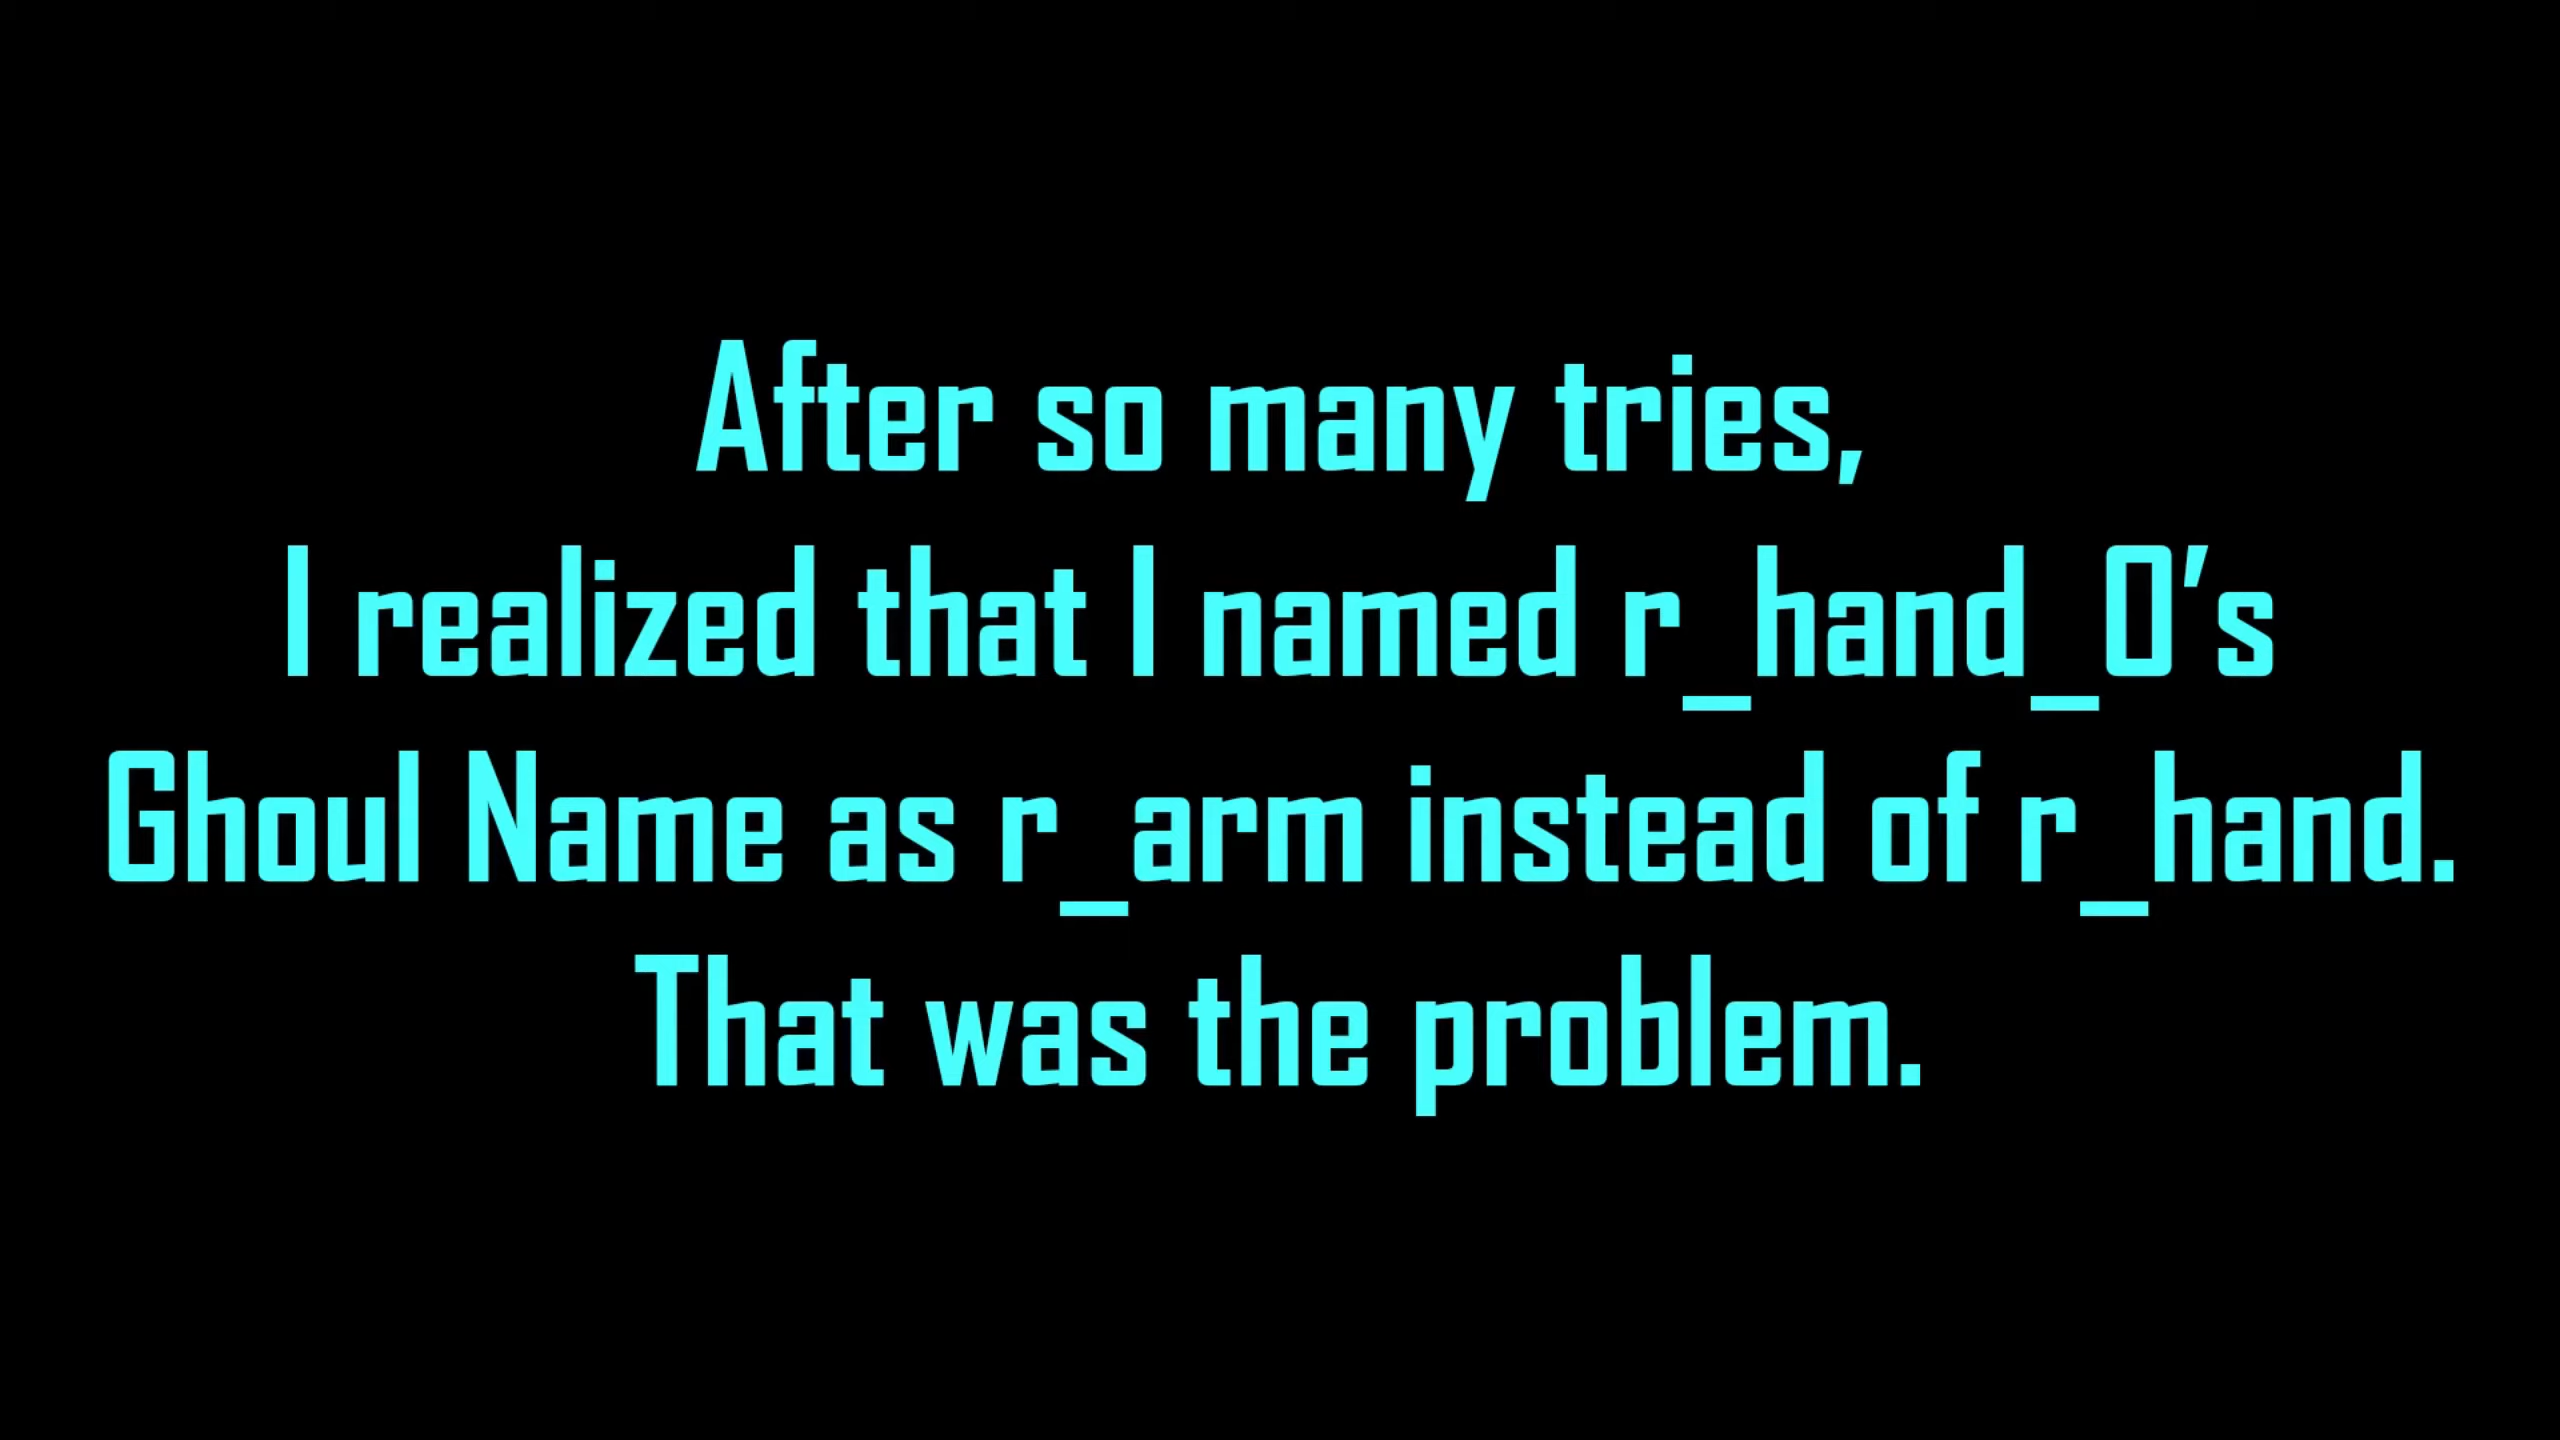 After so many tries,
I realized that I named r_hand_0’s
Ghoul Name as r_arm instead of r_hand.
That was the problem.